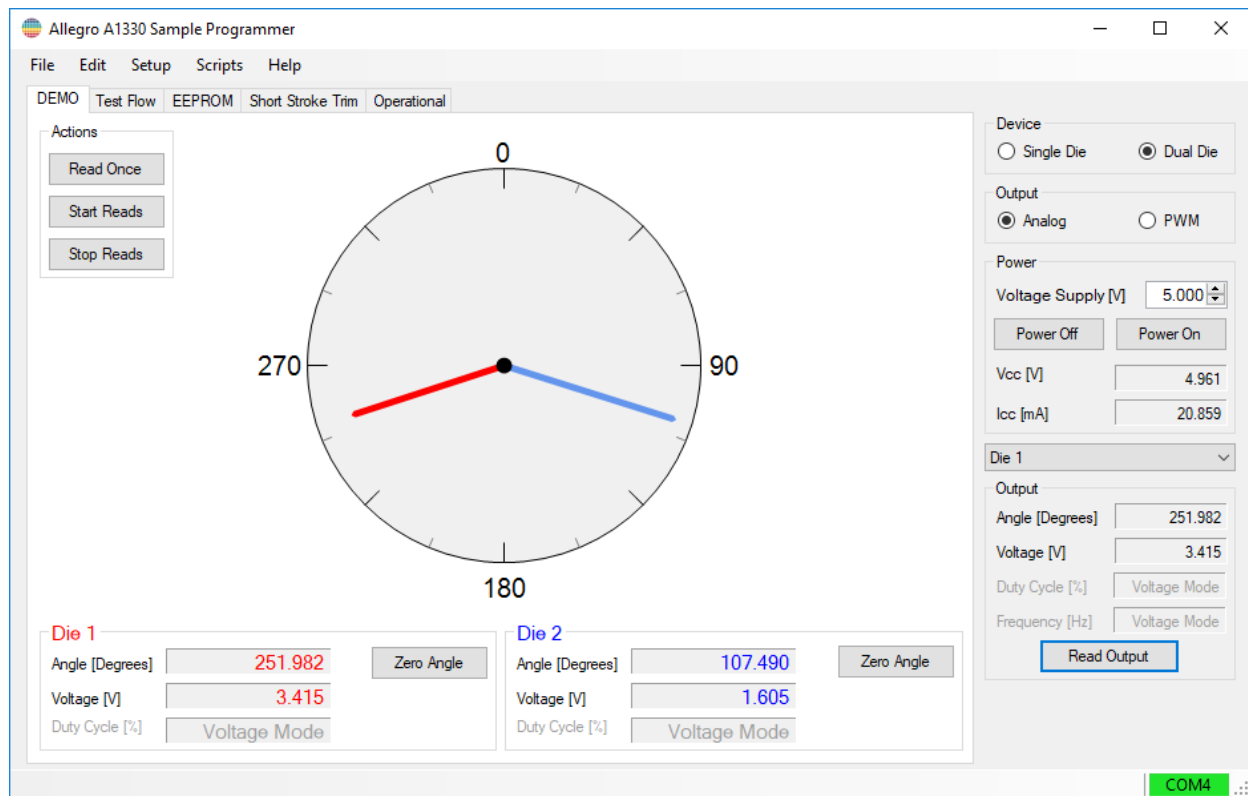 Allegro A1330 Sample Programmer
File Edit Setup Scripts Help
DEMO Test Flow EEPROM Short Stroke Trim Operational
Actions
Read Once
Start Reads
Stop Reads
0
90
180
270
Die 1
Angle [Degrees] 251.982 Zero Angle
Voltage [V] 3.415
Duty Cycle [%] Voltage Mode
Die 2
Angle [Degrees] 107.490 Zero Angle
Voltage [V] 1.605
Duty Cycle [%] Voltage Mode
Device
Single Die Dual Die
Output
Analog PWM
Power
Voltage Supply [V] 5.000
Power Off Power On
Vcc [V] 4.961
Icc [mA] 20.859
Die 1
Output
Angle [Degrees] 251.982
Voltage [V] 3.415
Duty Cycle [%] Voltage Mode
Frequency [Hz] Voltage Mode
Read Output
COM4